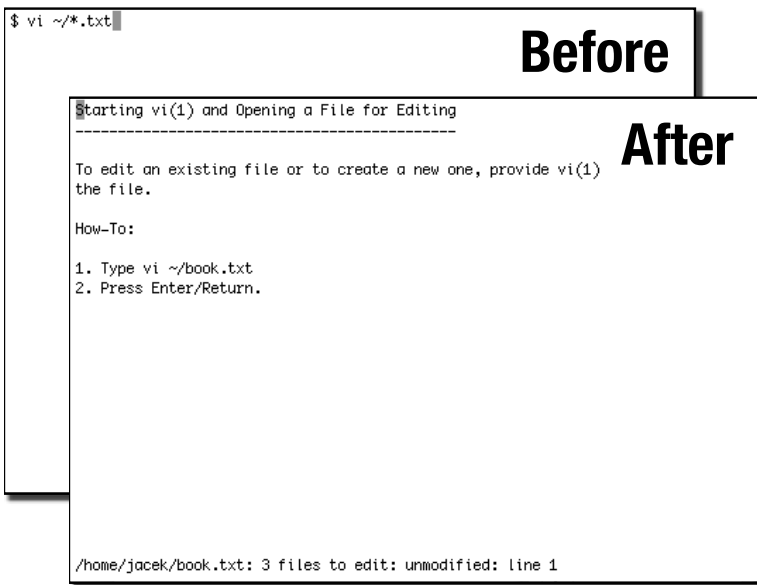 $ vi ~/*.txt
Before
Starting vi(1) and Opening a File for Editing
---------------------------------------------
After
To edit an existing file or to create a new one, provide vi(1)
the file.
How-To:
1. Type vi ~/book.txt
2. Press Enter/Return.
/home/jacek/book.txt: 3 files to edit: unmodified: line 1